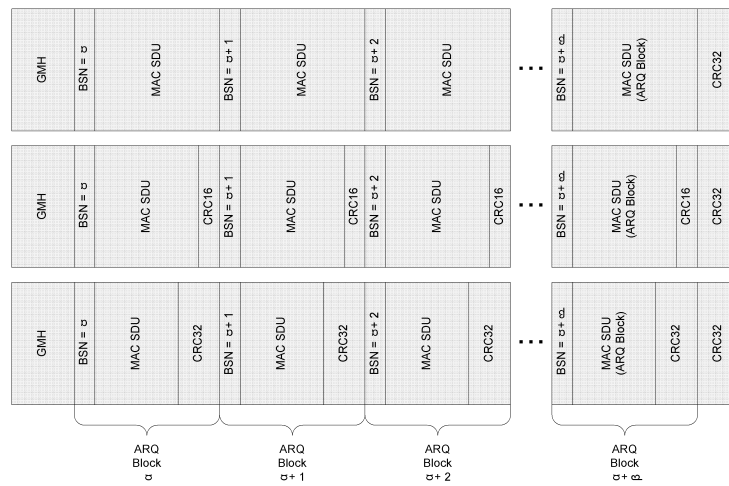 GMH
BSN = α
MAC SDU
BSN = α+ 1
MAC SDU
BSN = α+ 2
MAC SDU
...
BSN = α+ β
MAC SDU
(ARQ Block)
CRC32
GMH
BSN = α
MAC SDU
CRC16
BSN = α+ 1
MAC SDU
CRC16
BSN = α+ 2
MAC SDU
CRC16
...
BSN = α+ β
MAC SDU
(ARQ Block)
CRC16
CRC32
GMH
BSN = α
MAC SDU
CRC32
BSN = α+ 1
MAC SDU
CRC32
BSN = α+ 2
MAC SDU
CRC32
...
BSN = α+ β
MAC SDU
(ARQ Block)
CRC32
CRC32
ARQ
Block
α
ARQ
Block
α+ 1
ARQ
Block
α+ 2
ARQ
Block
α+ β